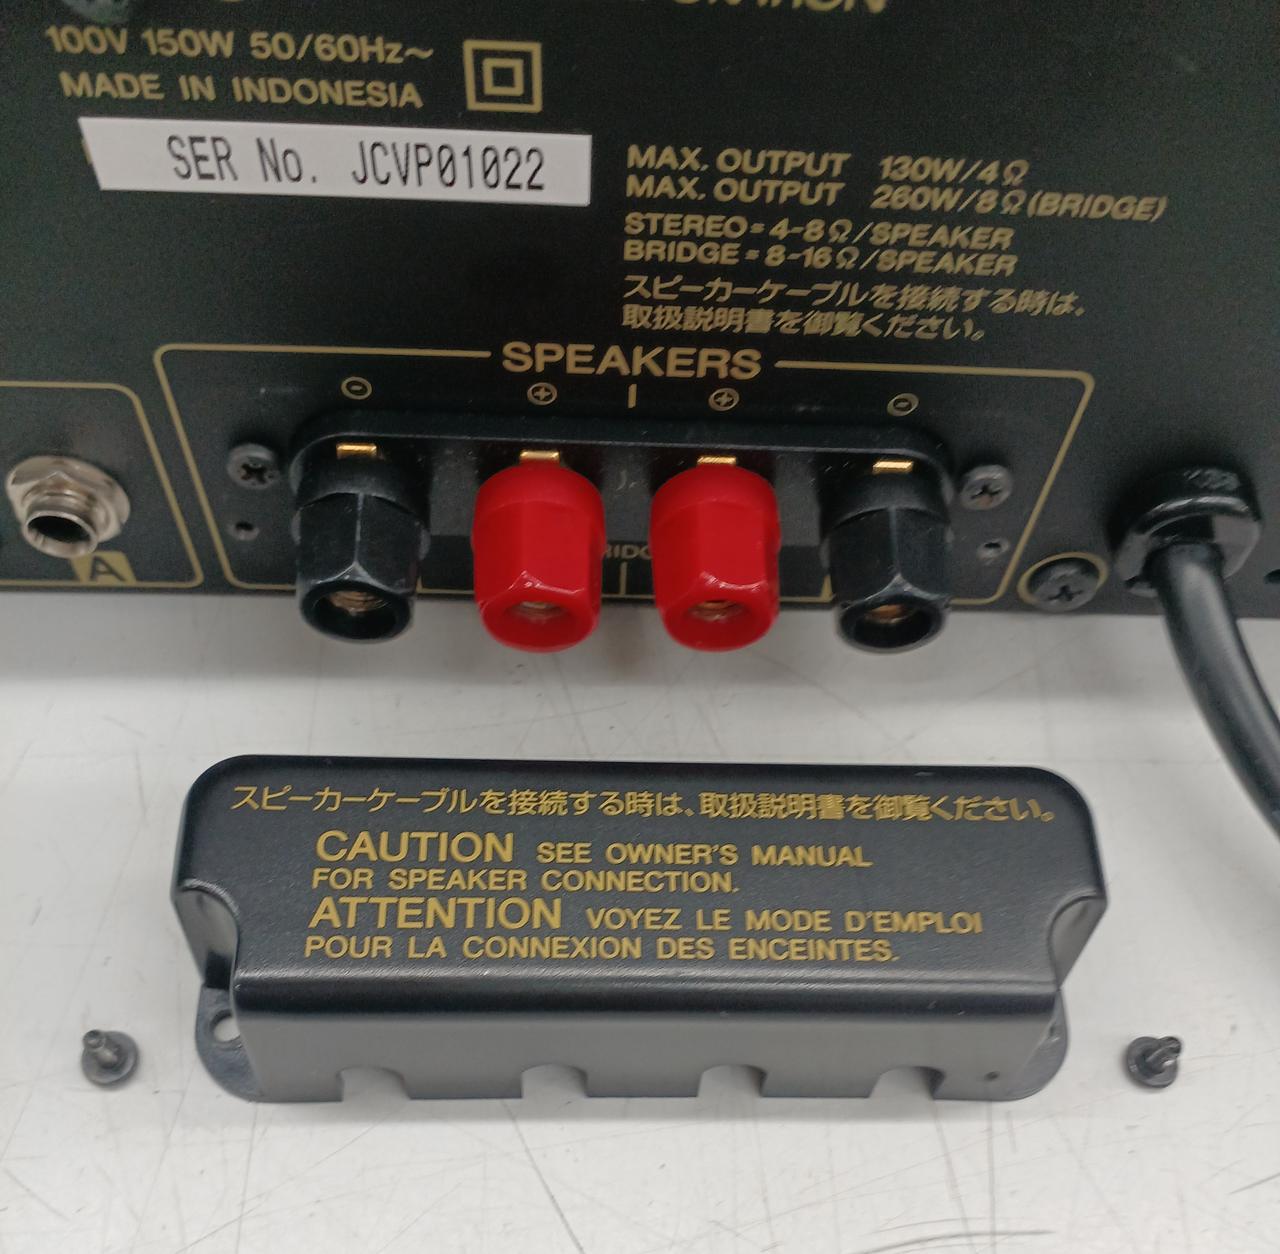 100V 150W 50/60Hz～
MADE IN INDONESIA
SER No. JCVP01022
MAX. OUTPUT 130W/4Ω
MAX. OUTPUT 260W/8Ω(BRIDGE)
STEREO=4-8Ω/SPEAKER
BRIDGE=8-16Ω/SPEAKER
スピーカーケーブルを接続する時は、
取扱説明書を御覧ください。
SPEAKERS
A
スピーカーケーブルを接続する時は、取扱説明書を御覧ください。
CAUTION SEE OWNER'S MANUAL
FOR SPEAKER CONNECTION.
ATTENTION VOYEZ LE MODE D'EMPLOI
POUR LA CONNEXION DES ENCEINTES.